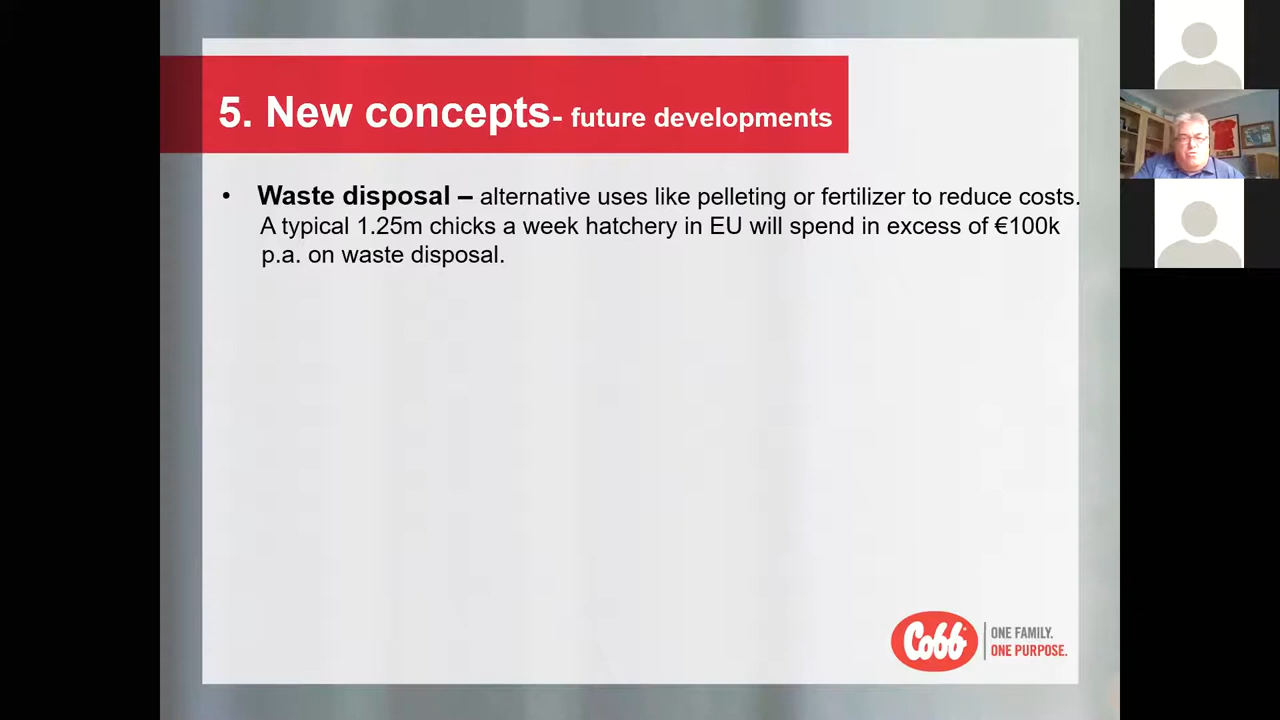 5. New concepts- future developments
• Waste disposal – alternative uses like pelleting or fertilizer to reduce costs.
A typical 1.25m chicks a week hatchery in EU will spend in excess of €100k
p.a. on waste disposal.
Cobb
ONE FAMILY.
ONE PURPOSE.